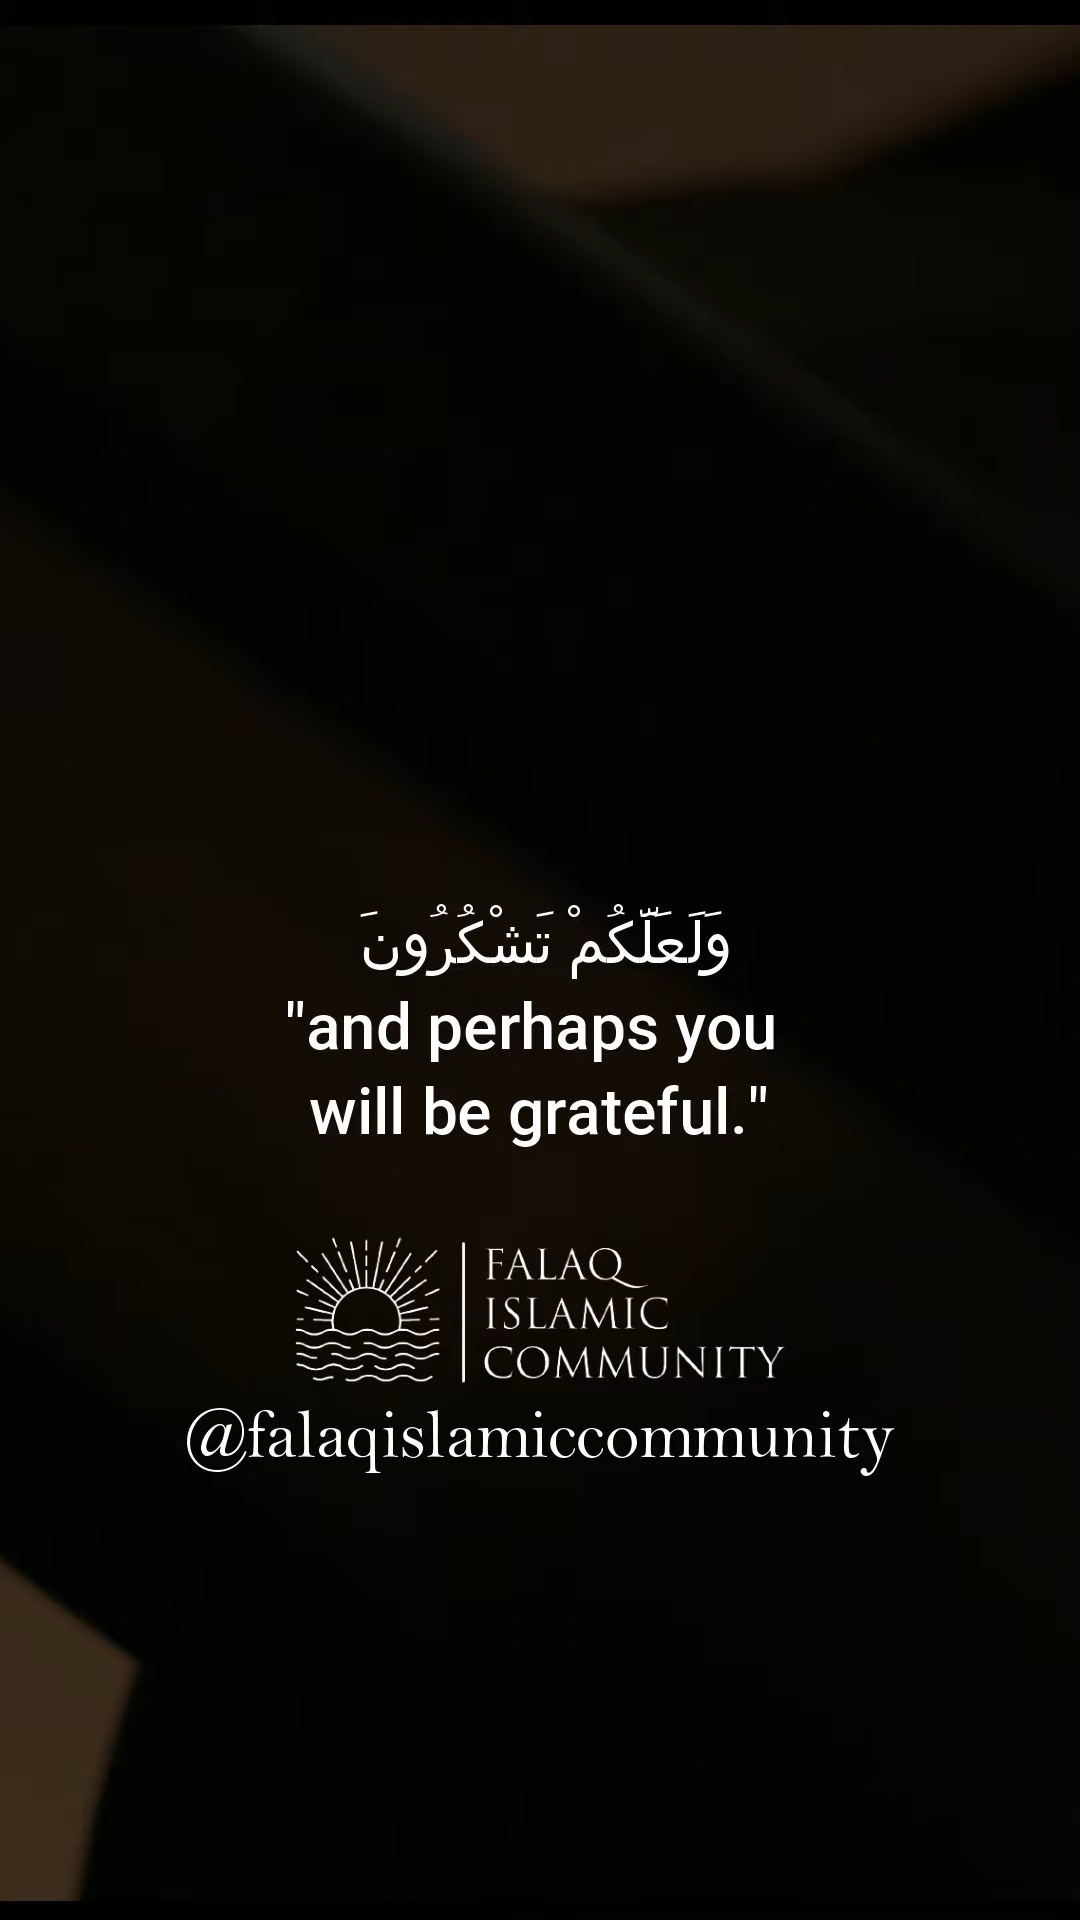 وَلَعَلَّكُمْ تَشْكُرُونَ
"and perhaps you
will be grateful."
FALAQ
ISLAMIC
COMMUNITY
@falaqislamiccommunity